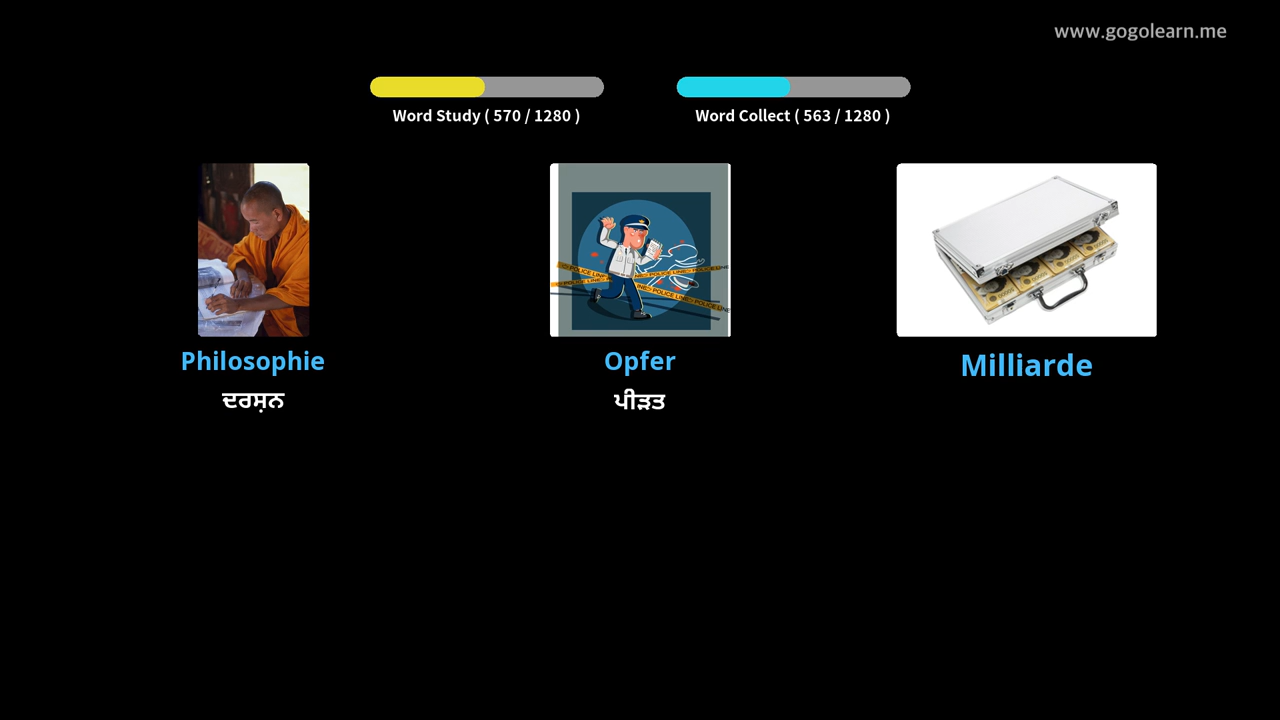 www.gogolearn.me
Word Study ( 570 / 1280 )
Word Collect ( 563 / 1280 )
Philosophie
Opfer
Milliarde
ਦਰਸ਼ਨ
ਪੀੜਤ